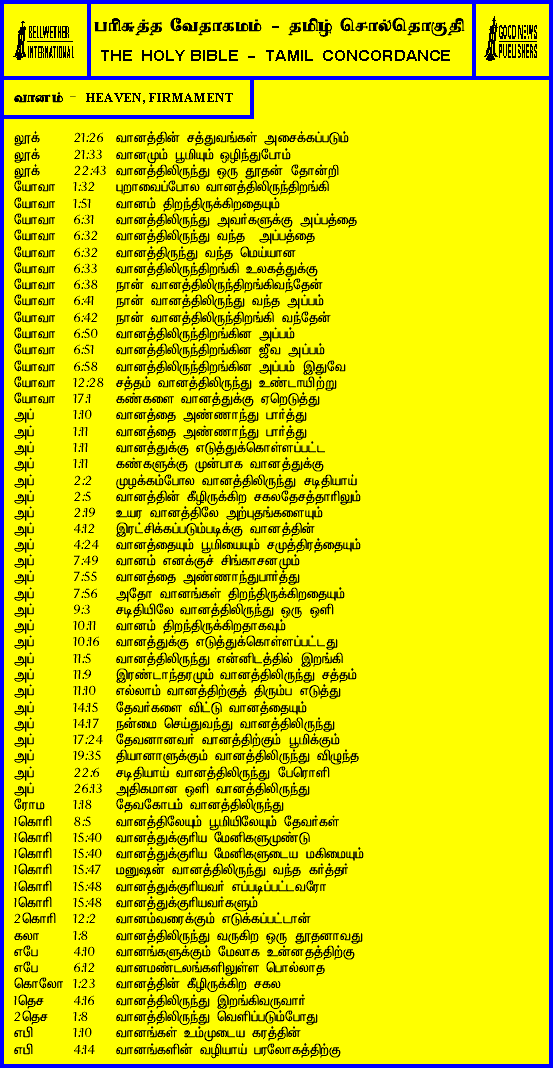 BELLWETHER INTERNATIONAL
பரிசுத்த வேதாகமம் - தமிழ் சொல்தொகுதி
THE HOLY BIBLE - TAMIL CONCORDANCE
GOOD NEWS PUBLISHERS
வானம் - HEAVEN, FIRMAMENT
லூக் 21:26 வானத்தின் சத்துவங்கள் அசைக்கப்படும்
லூக் 21:33 வானமும் பூமியும் ஒழிந்துபோம்
லூக் 22:43 வானத்திலிருந்து ஒரு தூதன் தோன்றி
யோவா 1:32 புறாவைப்போல வானத்திலிருந்திறங்கி
யோவா 1:51 வானம் திறந்திருக்கிறதையும்
யோவா 6:31 வானத்திலிருந்து அவர்களுக்கு அப்பத்தை
யோவா 6:32 வானத்திலிருந்து வந்த அப்பத்தை
யோவா 6:32 வானத்திருந்து வந்த மெய்யான
யோவா 6:33 வானத்திலிருந்திறங்கி உலகத்துக்கு
யோவா 6:38 நான் வானத்திலிருந்திறங்கிவந்தேன்
யோவா 6:41 நான் வானத்திலிருந்து வந்த அப்பம்
யோவா 6:42 நான் வானத்திலிருந்திறங்கி வந்தேன்
யோவா 6:50 வானத்திலிருந்திறங்கின அப்பம்
யோவா 6:51 வானத்திலிருந்திறங்கின ஜீவ அப்பம்
யோவா 6:58 வானத்திலிருந்திறங்கின அப்பம் இதுவே
யோவா 12:28 சத்தம் வானத்திலிருந்து உண்டாயிற்று
யோவா 17:1 கண்களை வானத்துக்கு ஏறெடுத்து
அப் 1:10 வானத்தை அண்ணாந்து பார்த்து
அப் 1:11 வானத்தை அண்ணாந்து பார்த்து
அப் 1:11 வானத்துக்கு எடுத்துக்கொள்ளப்பட்ட
அப் 1:11 கண்களுக்கு முன்பாக வானத்துக்கு
அப் 2:2 முழக்கம்போல வானத்திலிருந்து சடிதியாய்
அப் 2:5 வானத்தின் கீழிருக்கிற சகலதேசத்தாரிலும்
அப் 2:19 உயர வானத்திலே அற்புதங்களையும்
அப் 4:12 இரட்சிக்கப்படும்படிக்கு வானத்தின்
அப் 4:24 வானத்தையும் பூமியையும் சமுத்திரத்தையும்
அப் 7:49 வானம் எனக்குச் சிங்காசனமும்
அப் 7:55 வானத்தை அண்ணாந்துபார்த்து
அப் 7:56 அதோ வானங்கள் திறந்திருக்கிறதையும்
அப் 9:3 சடிதியிலே வானத்திலிருந்து ஒரு ஒளி
அப் 10:11 வானம் திறந்திருக்கிறதாகவும்
அப் 10:16 வானத்துக்கு எடுத்துக்கொள்ளப்பட்டது
அப் 11:5 வானத்திலிருந்து என்னிடத்தில் இறங்கி
அப் 11:9 இரண்டாந்தரமும் வானத்திலிருந்து சத்தம்
அப் 11:10 எல்லாம் வானத்திற்குத் திரும்ப எடுத்து
அப் 14:15 தேவர்களை விட்டு வானத்தையும்
அப் 14:17 நன்மை செய்துவந்து வானத்திலிருந்து
அப் 17:24 தேவனானவர் வானத்திற்கும் பூமிக்கும்
அப் 19:35 தியானாளுக்கும் வானத்திலிருந்து விழுந்த
அப் 22:6 சடிதியாய் வானத்திலிருந்து பேரொளி
அப் 26:13 அதிகமான ஒளி வானத்திலிருந்து
ரோம 1:18 தேவகோபம் வானத்திலிருந்து
1கொரி 8:5 வானத்திலேயும் பூமியிலேயும் தேவர்கள்
1கொரி 15:40 வானத்துக்குரிய மேனிகளுமுண்டு
1கொரி 15:40 வானத்துக்குரிய மேனிகளுடைய மகிமையும்
1கொரி 15:47 மனுஷன் வானத்திலிருந்து வந்த கர்த்தர்
1கொரி 15:48 வானத்துக்குரியவர் எப்படிப்பட்டவரோ
1கொரி 15:48 வானத்துக்குரியவர்களும்
2கொரி 12:2 வானம்வரைக்கும் எடுக்கப்பட்டான்
கலா 1:8 வானத்திலிருந்து வருகிற ஒரு தூதனாவது
எபே 4:10 வானங்களுக்கும் மேலாக உன்னதத்திற்கு
எபே 6:12 வானமண்டலங்களிலுள்ள பொல்லாத
கொலோ 1:23 வானத்தின் கீழிருக்கிற சகல
1தெச 4:16 வானத்திலிருந்து இறங்கிவருவார்
2தெச 1:8 வானத்திலிருந்து வெளிப்படும்போது
எபி 1:10 வானங்கள் உம்முடைய கரத்தின்
எபி 4:14 வானங்களின் வழியாய் பரலோகத்திற்கு